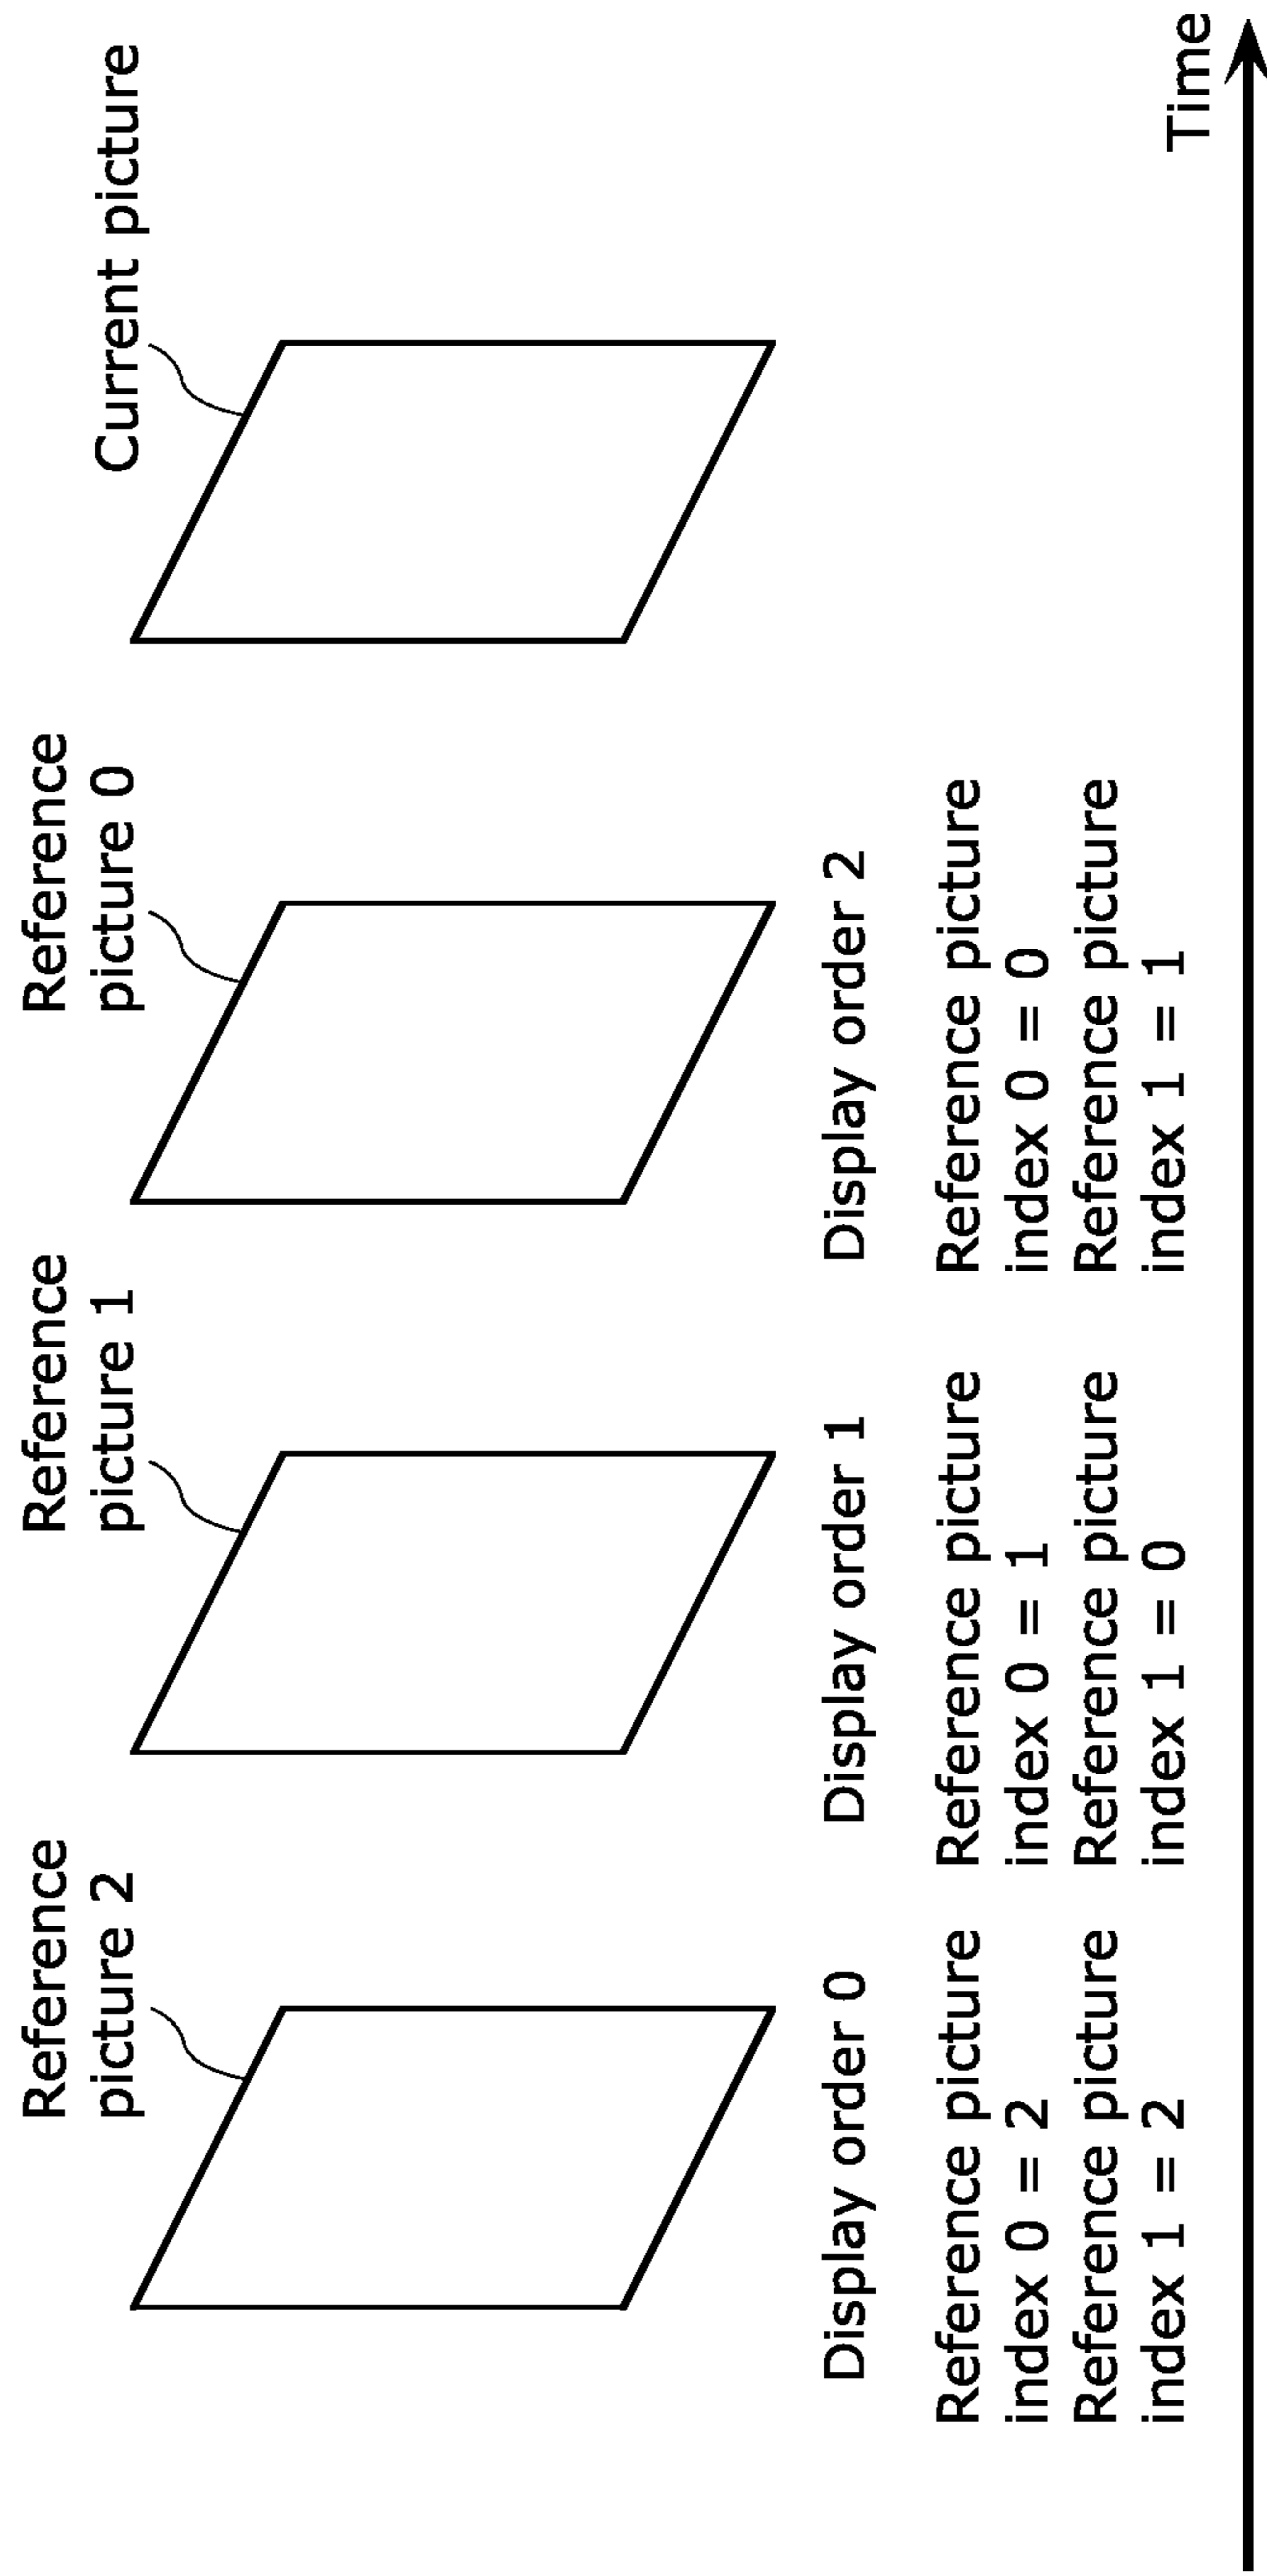 Reference
picture 2
Reference
picture 1
Reference
picture 0
Current picture
Display order 0
Display order 1
Display order 2
Reference picture
index 0 = 2
Reference picture
index 1 = 2
Reference picture
index 0 = 1
Reference picture
index 1 = 0
Reference picture
index 0 = 0
Reference picture
index 1 = 1
Time